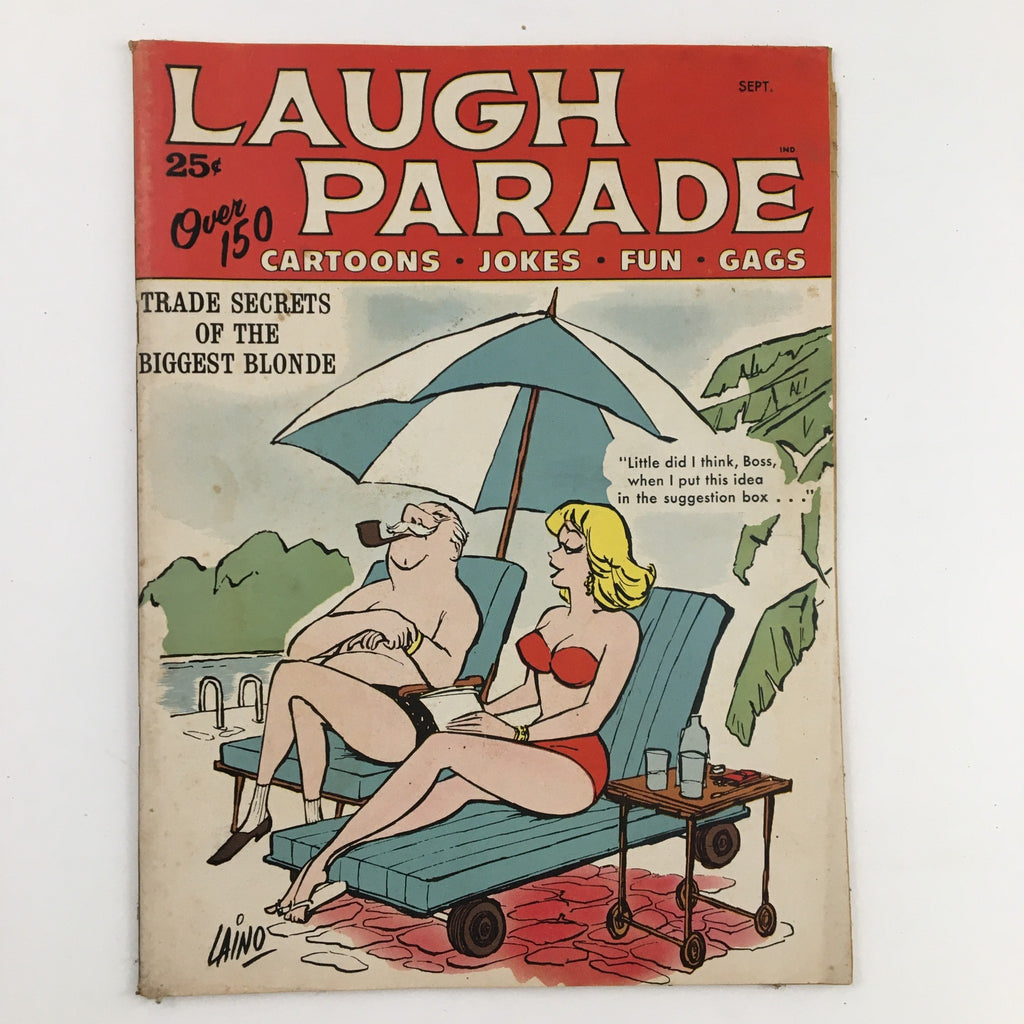 LAUGH
SEPT.
25¢
PARADE
IND.
Over
150
CARTOONS · JOKES · FUN · GAGS
TRADE SECRETS
OF THE
BIGGEST BLONDE
"Little did I think, Boss,
when I put this idea
in the suggestion box . . ."
LAINO